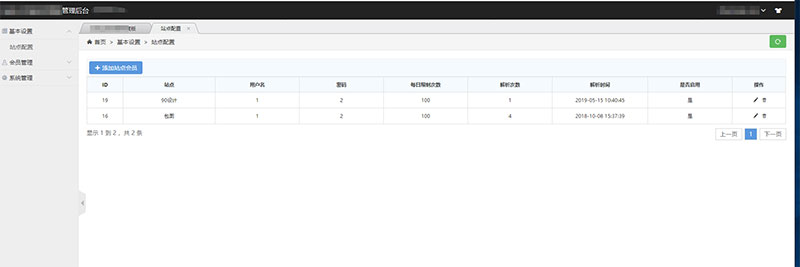 管理后台
基本设置
站点配置
会员管理
系统管理
站点配置 ×
首页 > 基本设置 > 站点配置
+ 添加站点会员
ID 站点 用户名 密码 每日限制次数 解析次数 解析时间 是否启用 操作
19 90设计 1 2 100 1 2019-05-15 10:40:45 是
16 包图 1 2 100 4 2018-10-08 15:37:39 是
显示 1 到 2 ，共 2 条
上一页 1 下一页